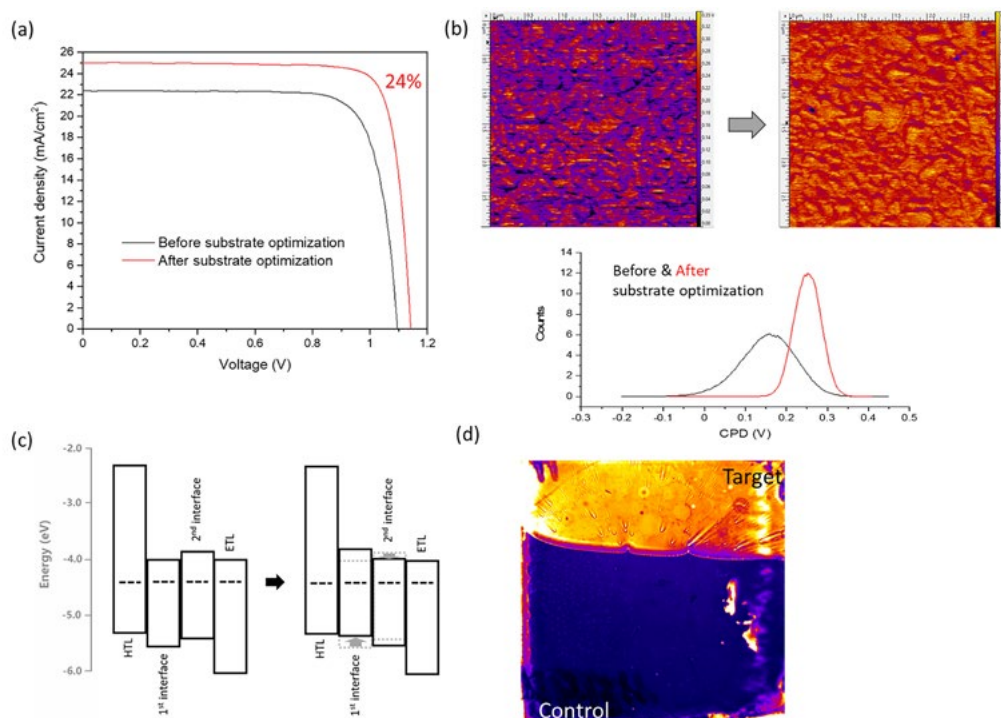 (a)
26
24
22
20
18
16
14
12
10
8
6
4
2
0
Current density (mA/cm²)
24%
Before substrate optimization
After substrate optimization
0
0.2
0.4
0.6
0.8
1
1.2
Voltage (V)
(b)
14
12
10
8
6
4
2
0
Counts
Before & After
substrate optimization
-0.3
-0.2
-0.1
0
0.1
0.2
0.3
0.4
0.5
CPD (V)
(c)
-2.0
-3.0
-4.0
-5.0
-6.0
Energy (eV)
HTL
1st interface
2nd interface
ETL
HTL
1st interface
2nd interface
ETL
(d)
Target
Control